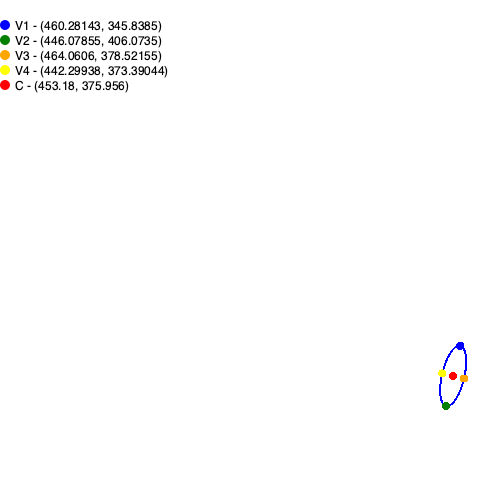 V1 - (460.28143, 345.8385)
V2 - (446.07855, 406.0735)
V3 - (464.0606, 378.52155)
V4 - (442.29938, 373.39044)
C - (453.18, 375.956)